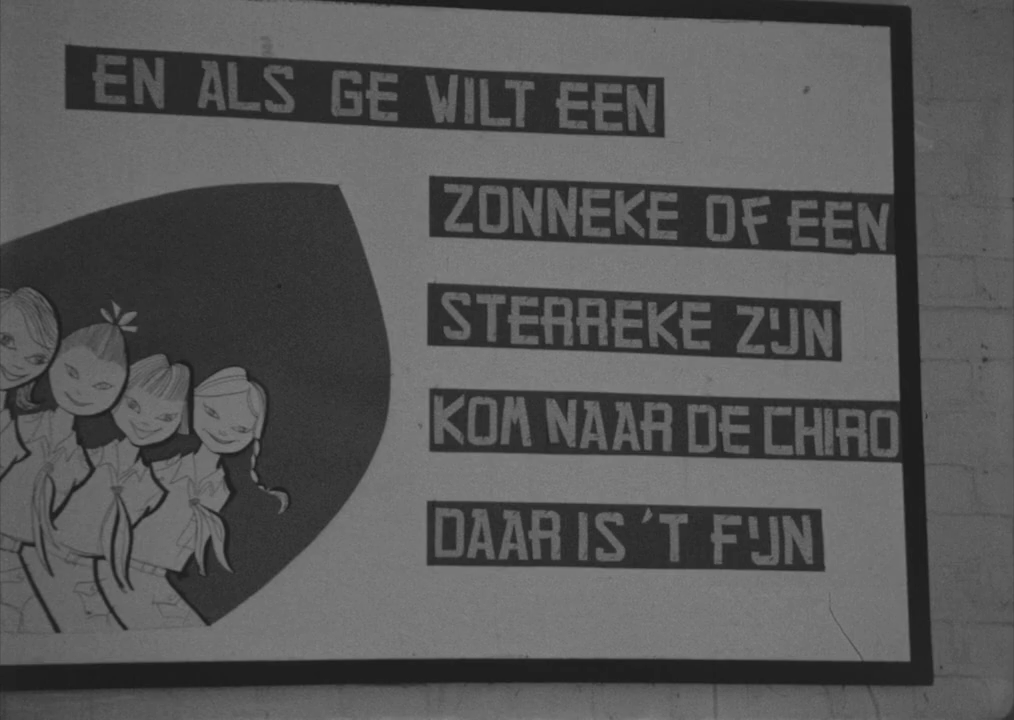 EN ALS GE WILT EEN
ZONNEKE OF EEN
STERREKE ZIJN
KOM NAAR DE CHIRO
DAAR IS 'T FIJN